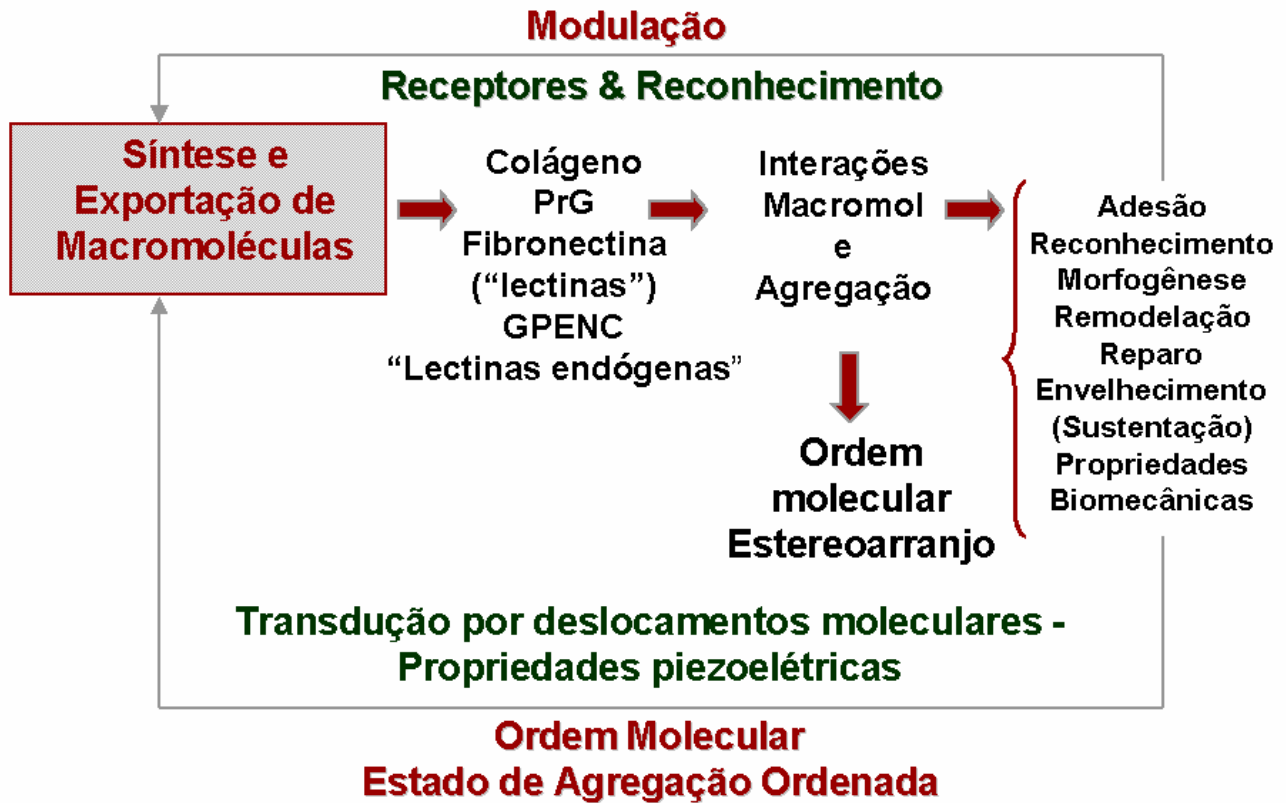 Modulação
Receptores & Reconhecimento
Síntese e
Exportação de
Macromoléculas
Colágeno
PrG
Fibronectina
(“lectinas”)
GPENC
“Lectinas endógenas”
Interações
Macromol
e
Agregação
Ordem
molecular
Estereoarranjo
Adesão
Reconhecimento
Morfogênese
Remodelação
Reparo
Envelhecimento
(Sustentação)
Propriedades
Biomecânicas
Transdução por deslocamentos moleculares -
Propriedades piezoelétricas
Ordem Molecular
Estado de Agregação Ordenada